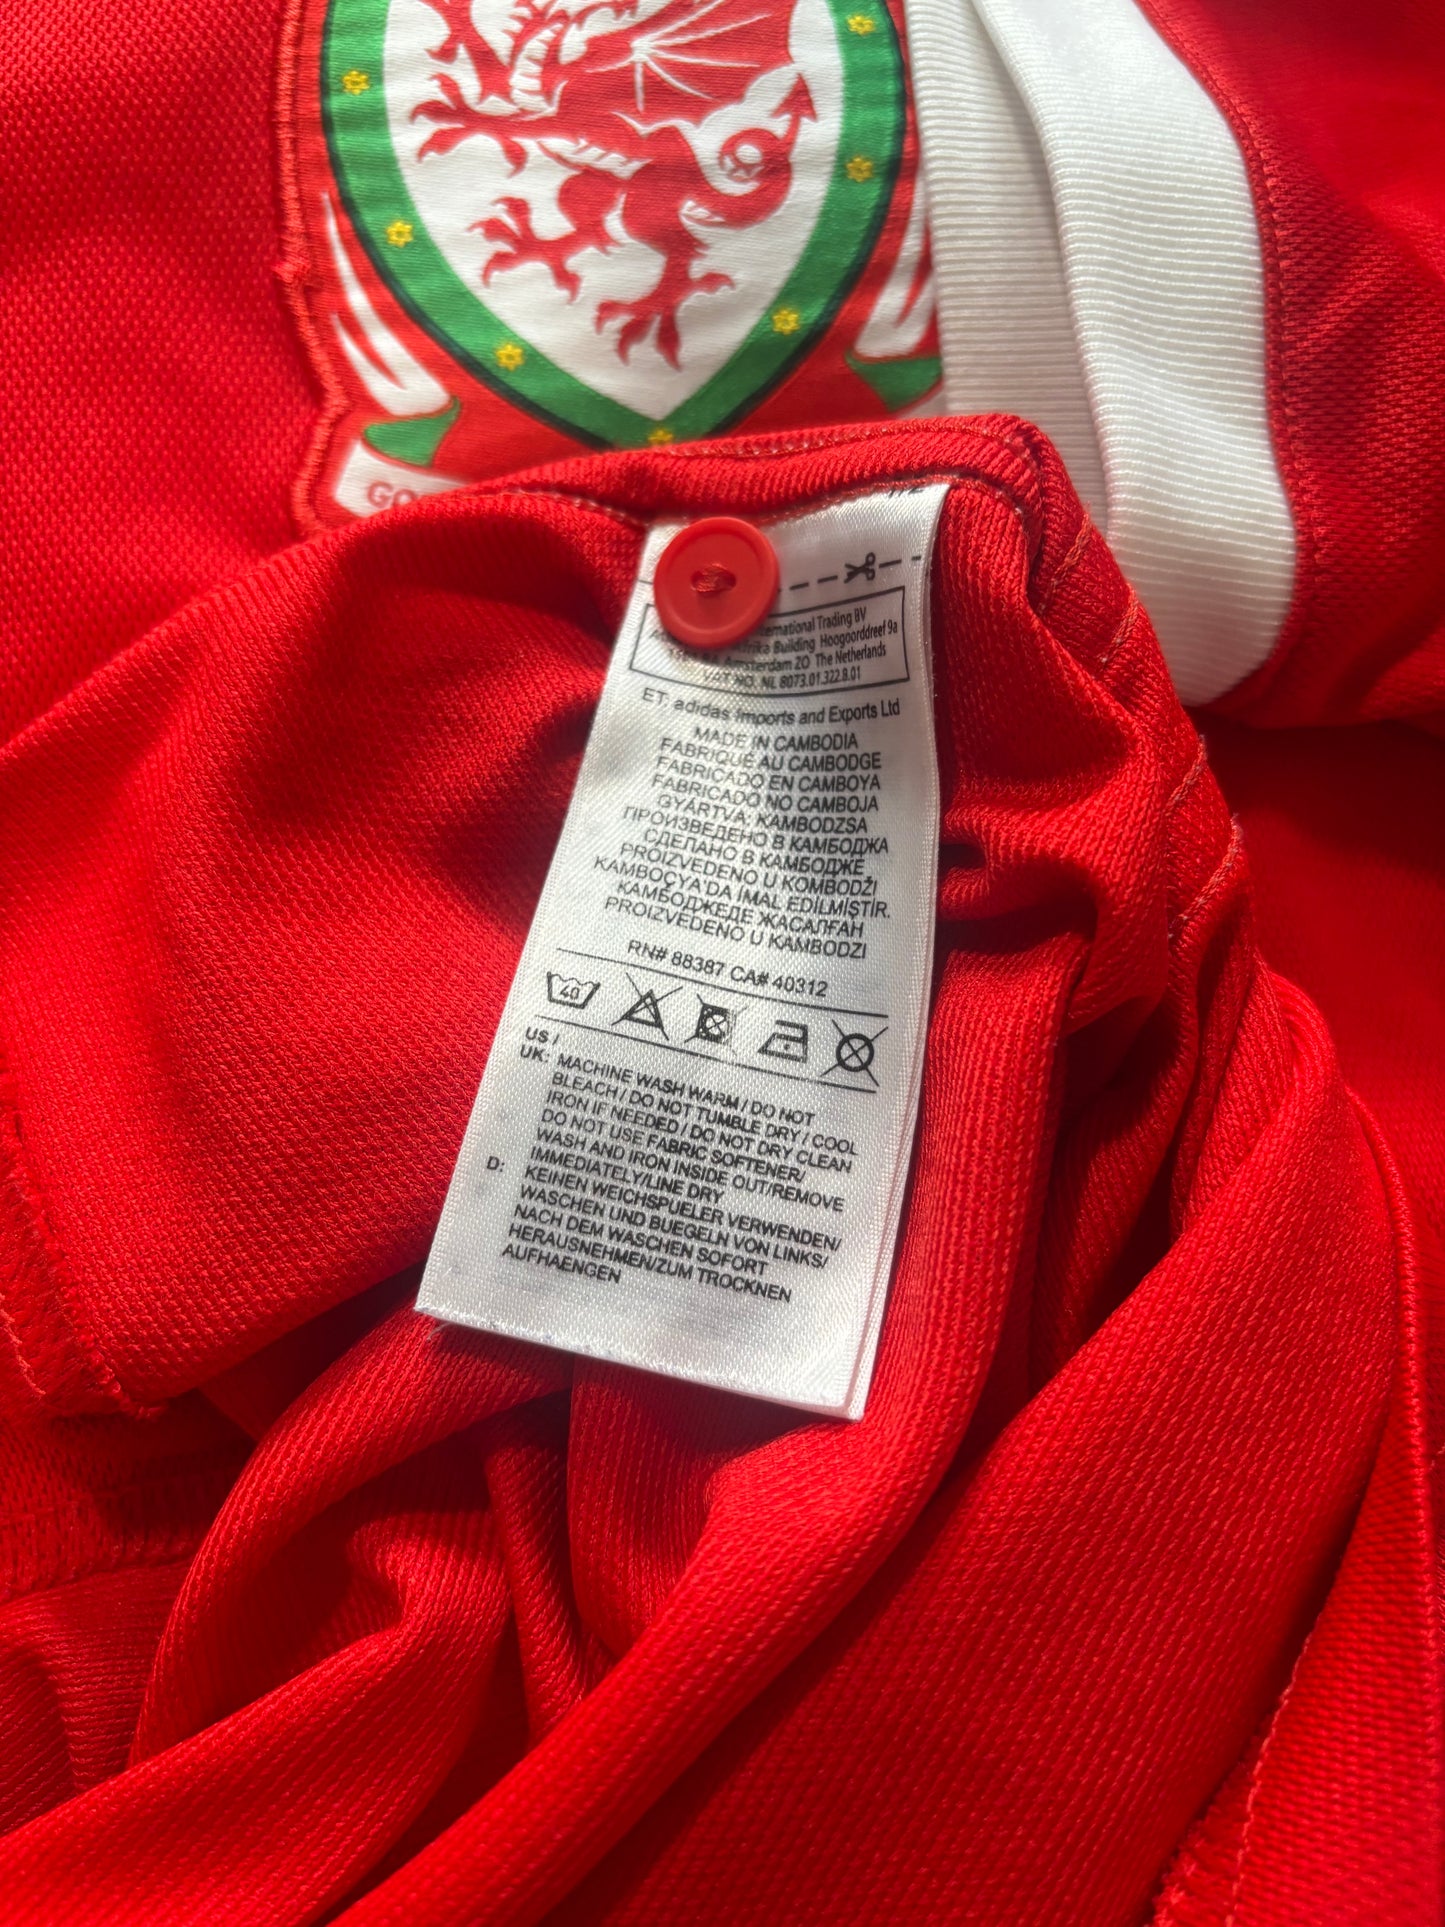 GO
ternational Trading BV
frika Building Hoogoorddreef 9a
Amsterdam ZO The Netherlands
VAT NO. NL 8073.01.322.B.01
ET: adidas Imports and Exports Ltd
MADE IN CAMBODIA
FABRIQUÉ AU CAMBODGE
FABRICADO EN CAMBOYA
FABRICADO NO CAMBOJA
GYÁRTVA: KAMBODZSA
ПРОИЗВЕДЕНО В КАМБОДЖА
СДЕЛАНО В КАМБОДЖЕ
PROIZVEDENO U KOMBODŽI
KAMBOÇYA'DA İMAL EDİLMİŞTİR.
КАМБОДЖЕДЕ ЖАСАЛҒАН
PROIZVEDENO U KAMBODZI
RN# 88387 CA# 40312
40
US /
UK: MACHINE WASH WARM / DO NOT
BLEACH / DO NOT TUMBLE DRY / COOL
IRON IF NEEDED / DO NOT DRY CLEAN
DO NOT USE FABRIC SOFTENER/
WASH AND IRON INSIDE OUT/REMOVE
IMMEDIATELY/LINE DRY
D: KEINEN WEICHSPUELER VERWENDEN/
WASCHEN UND BUEGELN VON LINKS/
NACH DEM WASCHEN SOFORT
HERAUSNEHMEN/ZUM TROCKNEN
AUFHAENGEN